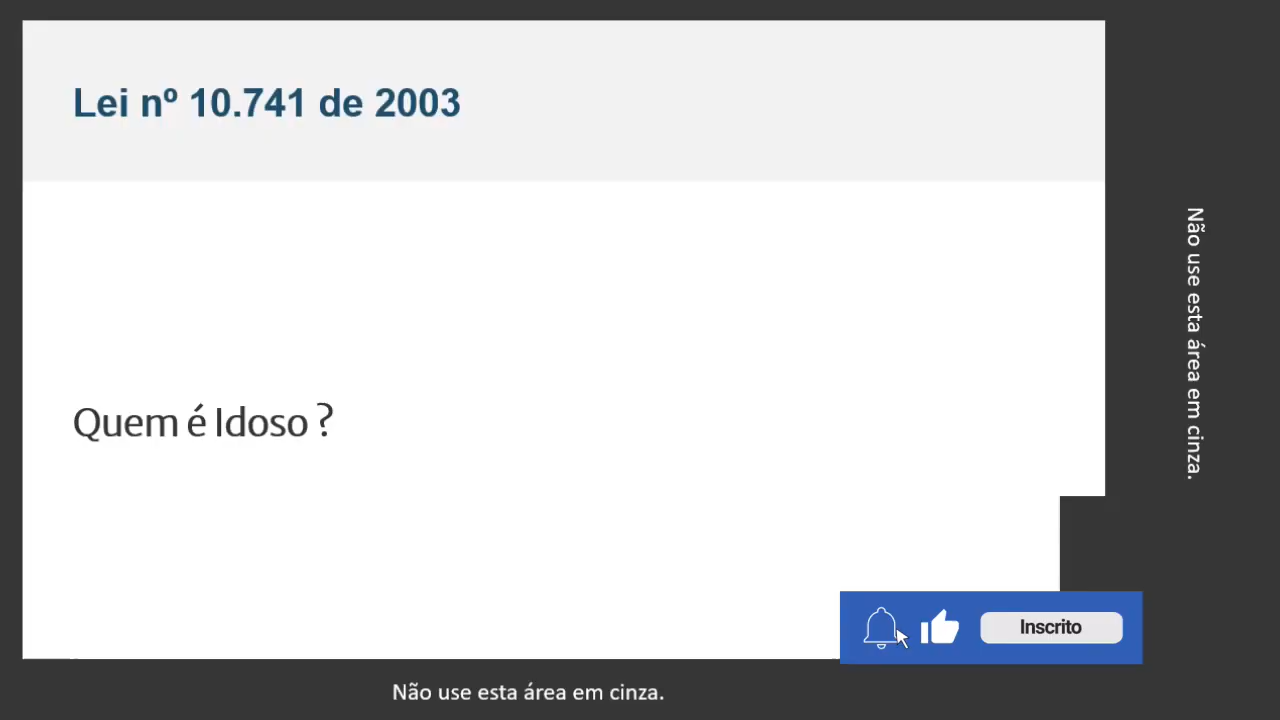 Lei nº 10.741 de 2003
Não use esta área em cinza.
Quem é Idoso ?
Inscrito
Não use esta área em cinza.